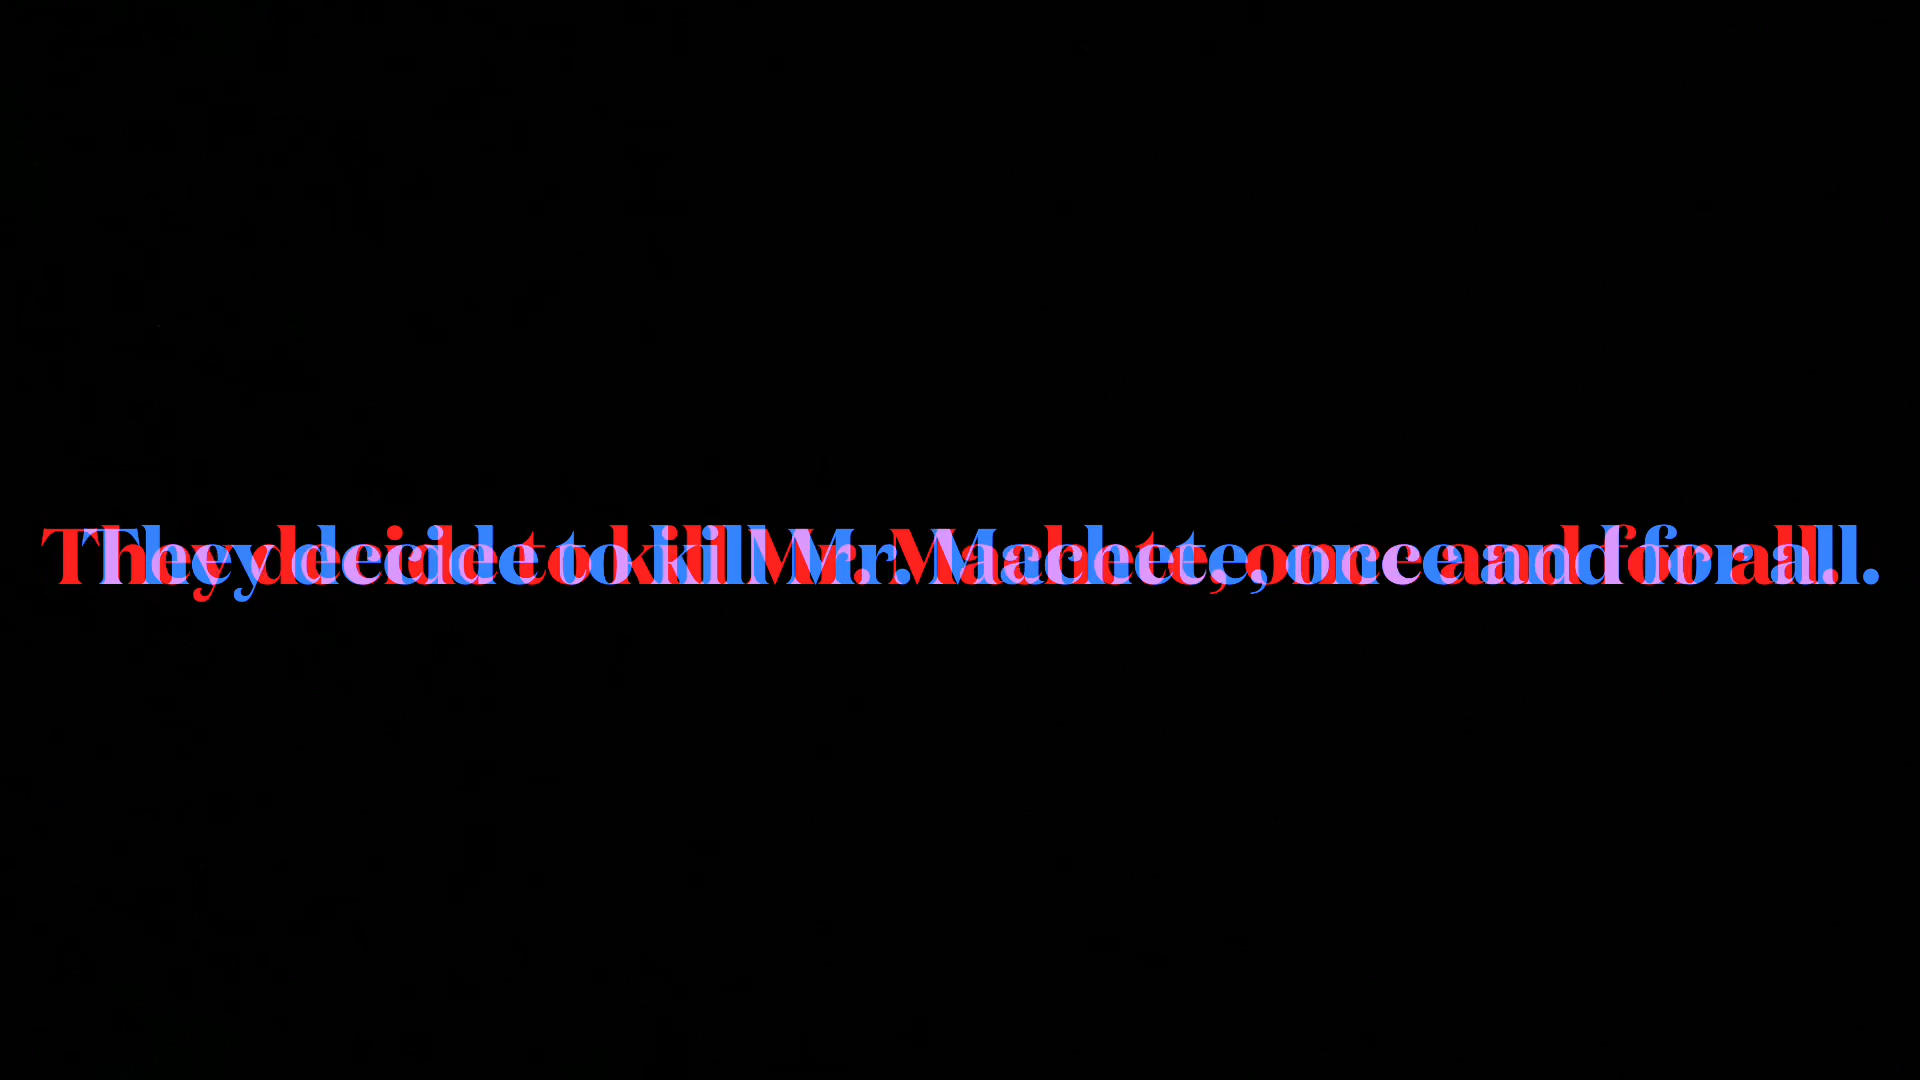 They decide to kill Mr. Machete, once and for all.